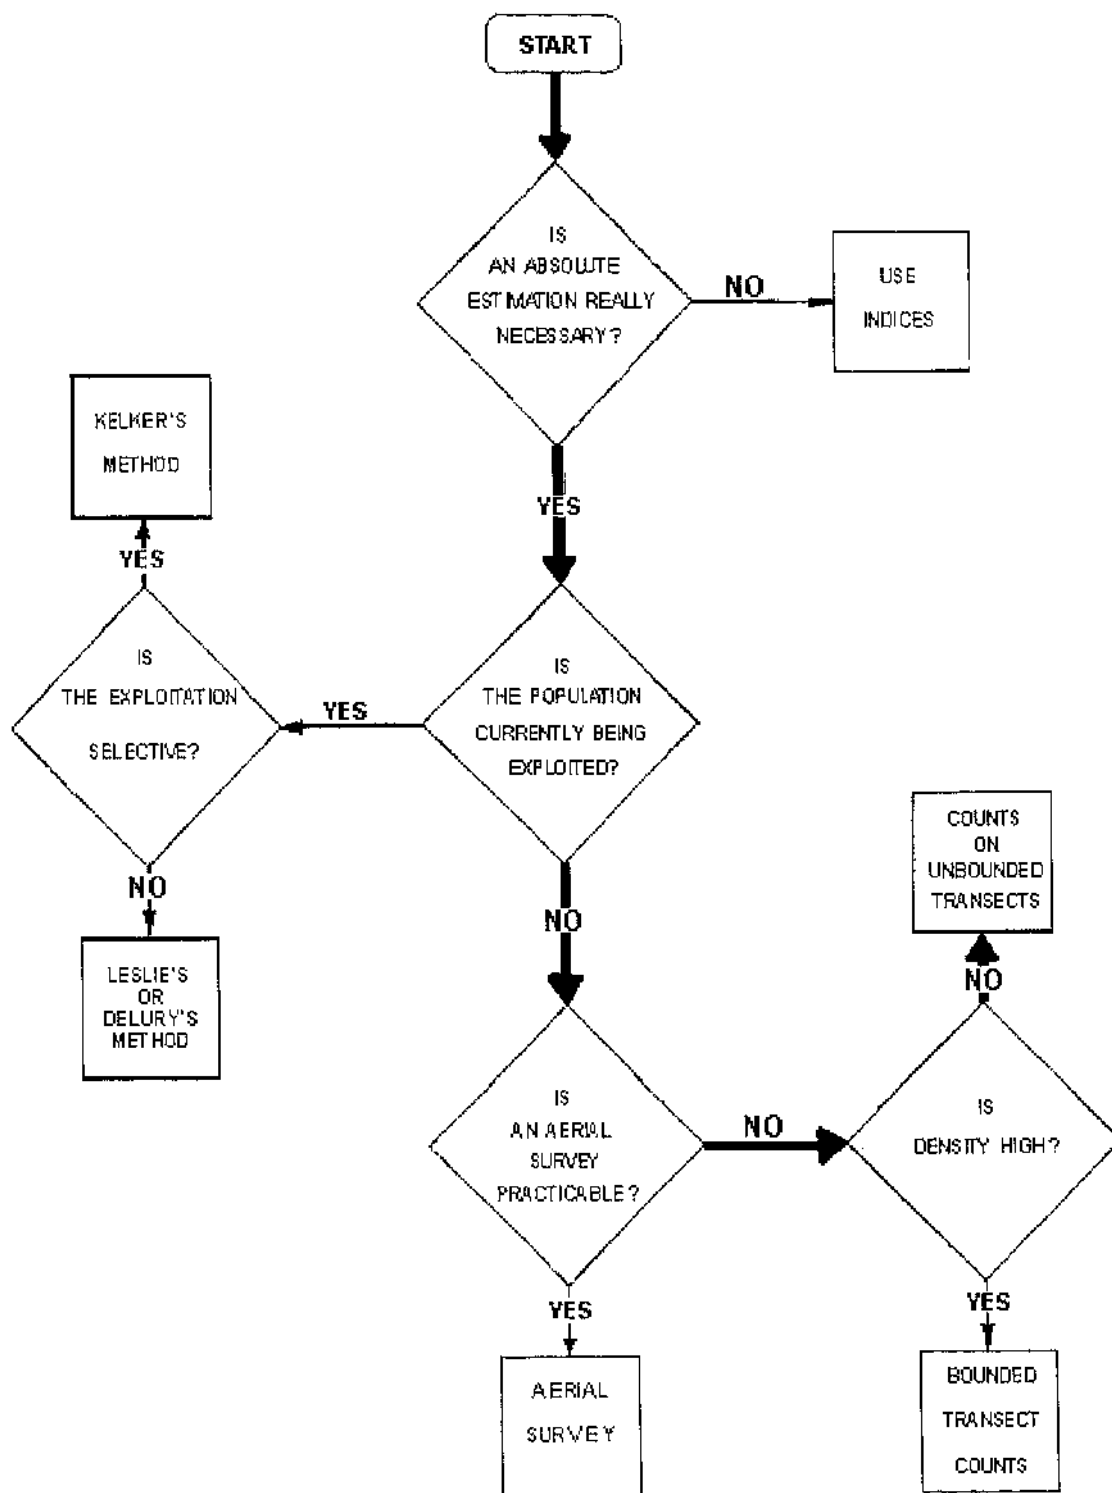 START
IS
AN ABSOLUTE
ESTIMATION REALLY
NECESSARY?
NO
USE
INDICES
YES
KELKER'S
METHOD
YES
IS
THE EXPLOITATION
SELECTIVE?
YES
IS
THE POPULATION
CURRENTLY BEING
EXPLOITED?
NO
LESLIE'S
OR
DELURY'S
METHOD
NO
COUNTS
ON
UNBOUNDED
TRANSECTS
NO
IS
AN AERIAL
SURVEY
PRACTICABLE?
NO
IS
DENSITY HIGH?
YES
AERIAL
SURVEY
YES
BOUNDED
TRANSECT
COUNTS